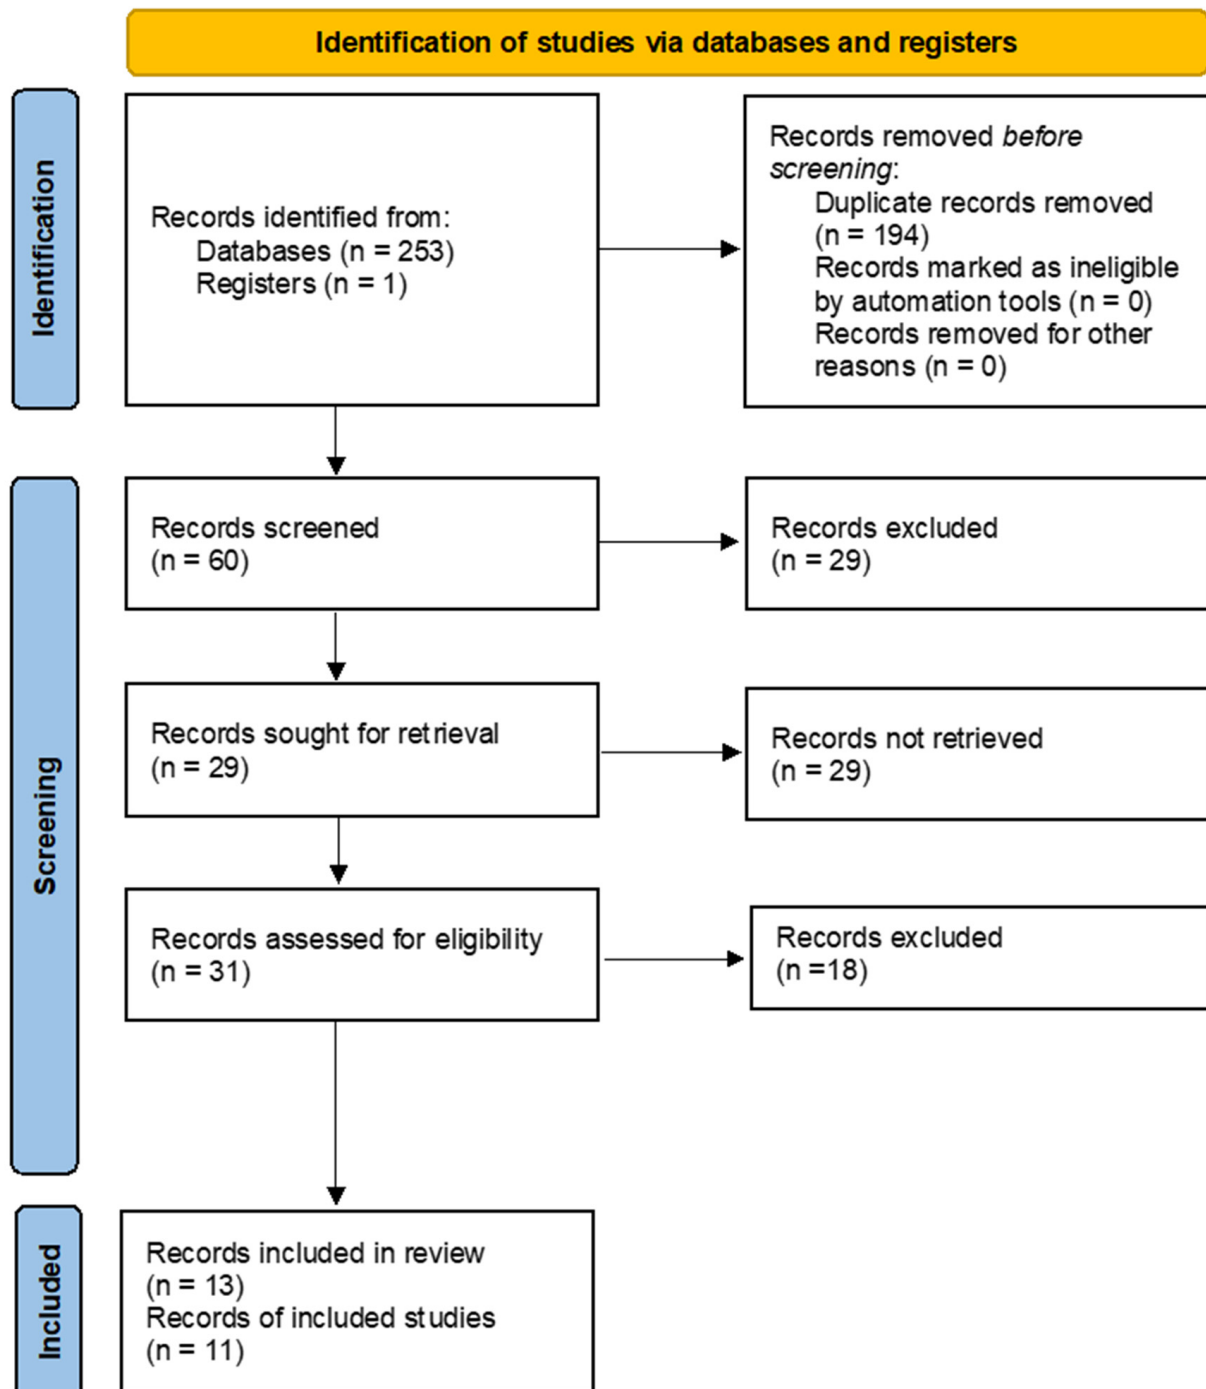 Identification of studies via databases and registers
Identification
Records identified from:
Databases (n = 253)
Registers (n = 1)
Records removed before
screening:
Duplicate records removed
(n = 194)
Records marked as ineligible
by automation tools (n = 0)
Records removed for other
reasons (n = 0)
Screening
Records screened
(n = 60)
Records excluded
(n = 29)
Records sought for retrieval
(n = 29)
Records not retrieved
(n = 29)
Records assessed for eligibility
(n = 31)
Records excluded
(n =18)
Included
Records included in review
(n = 13)
Records of included studies
(n = 11)